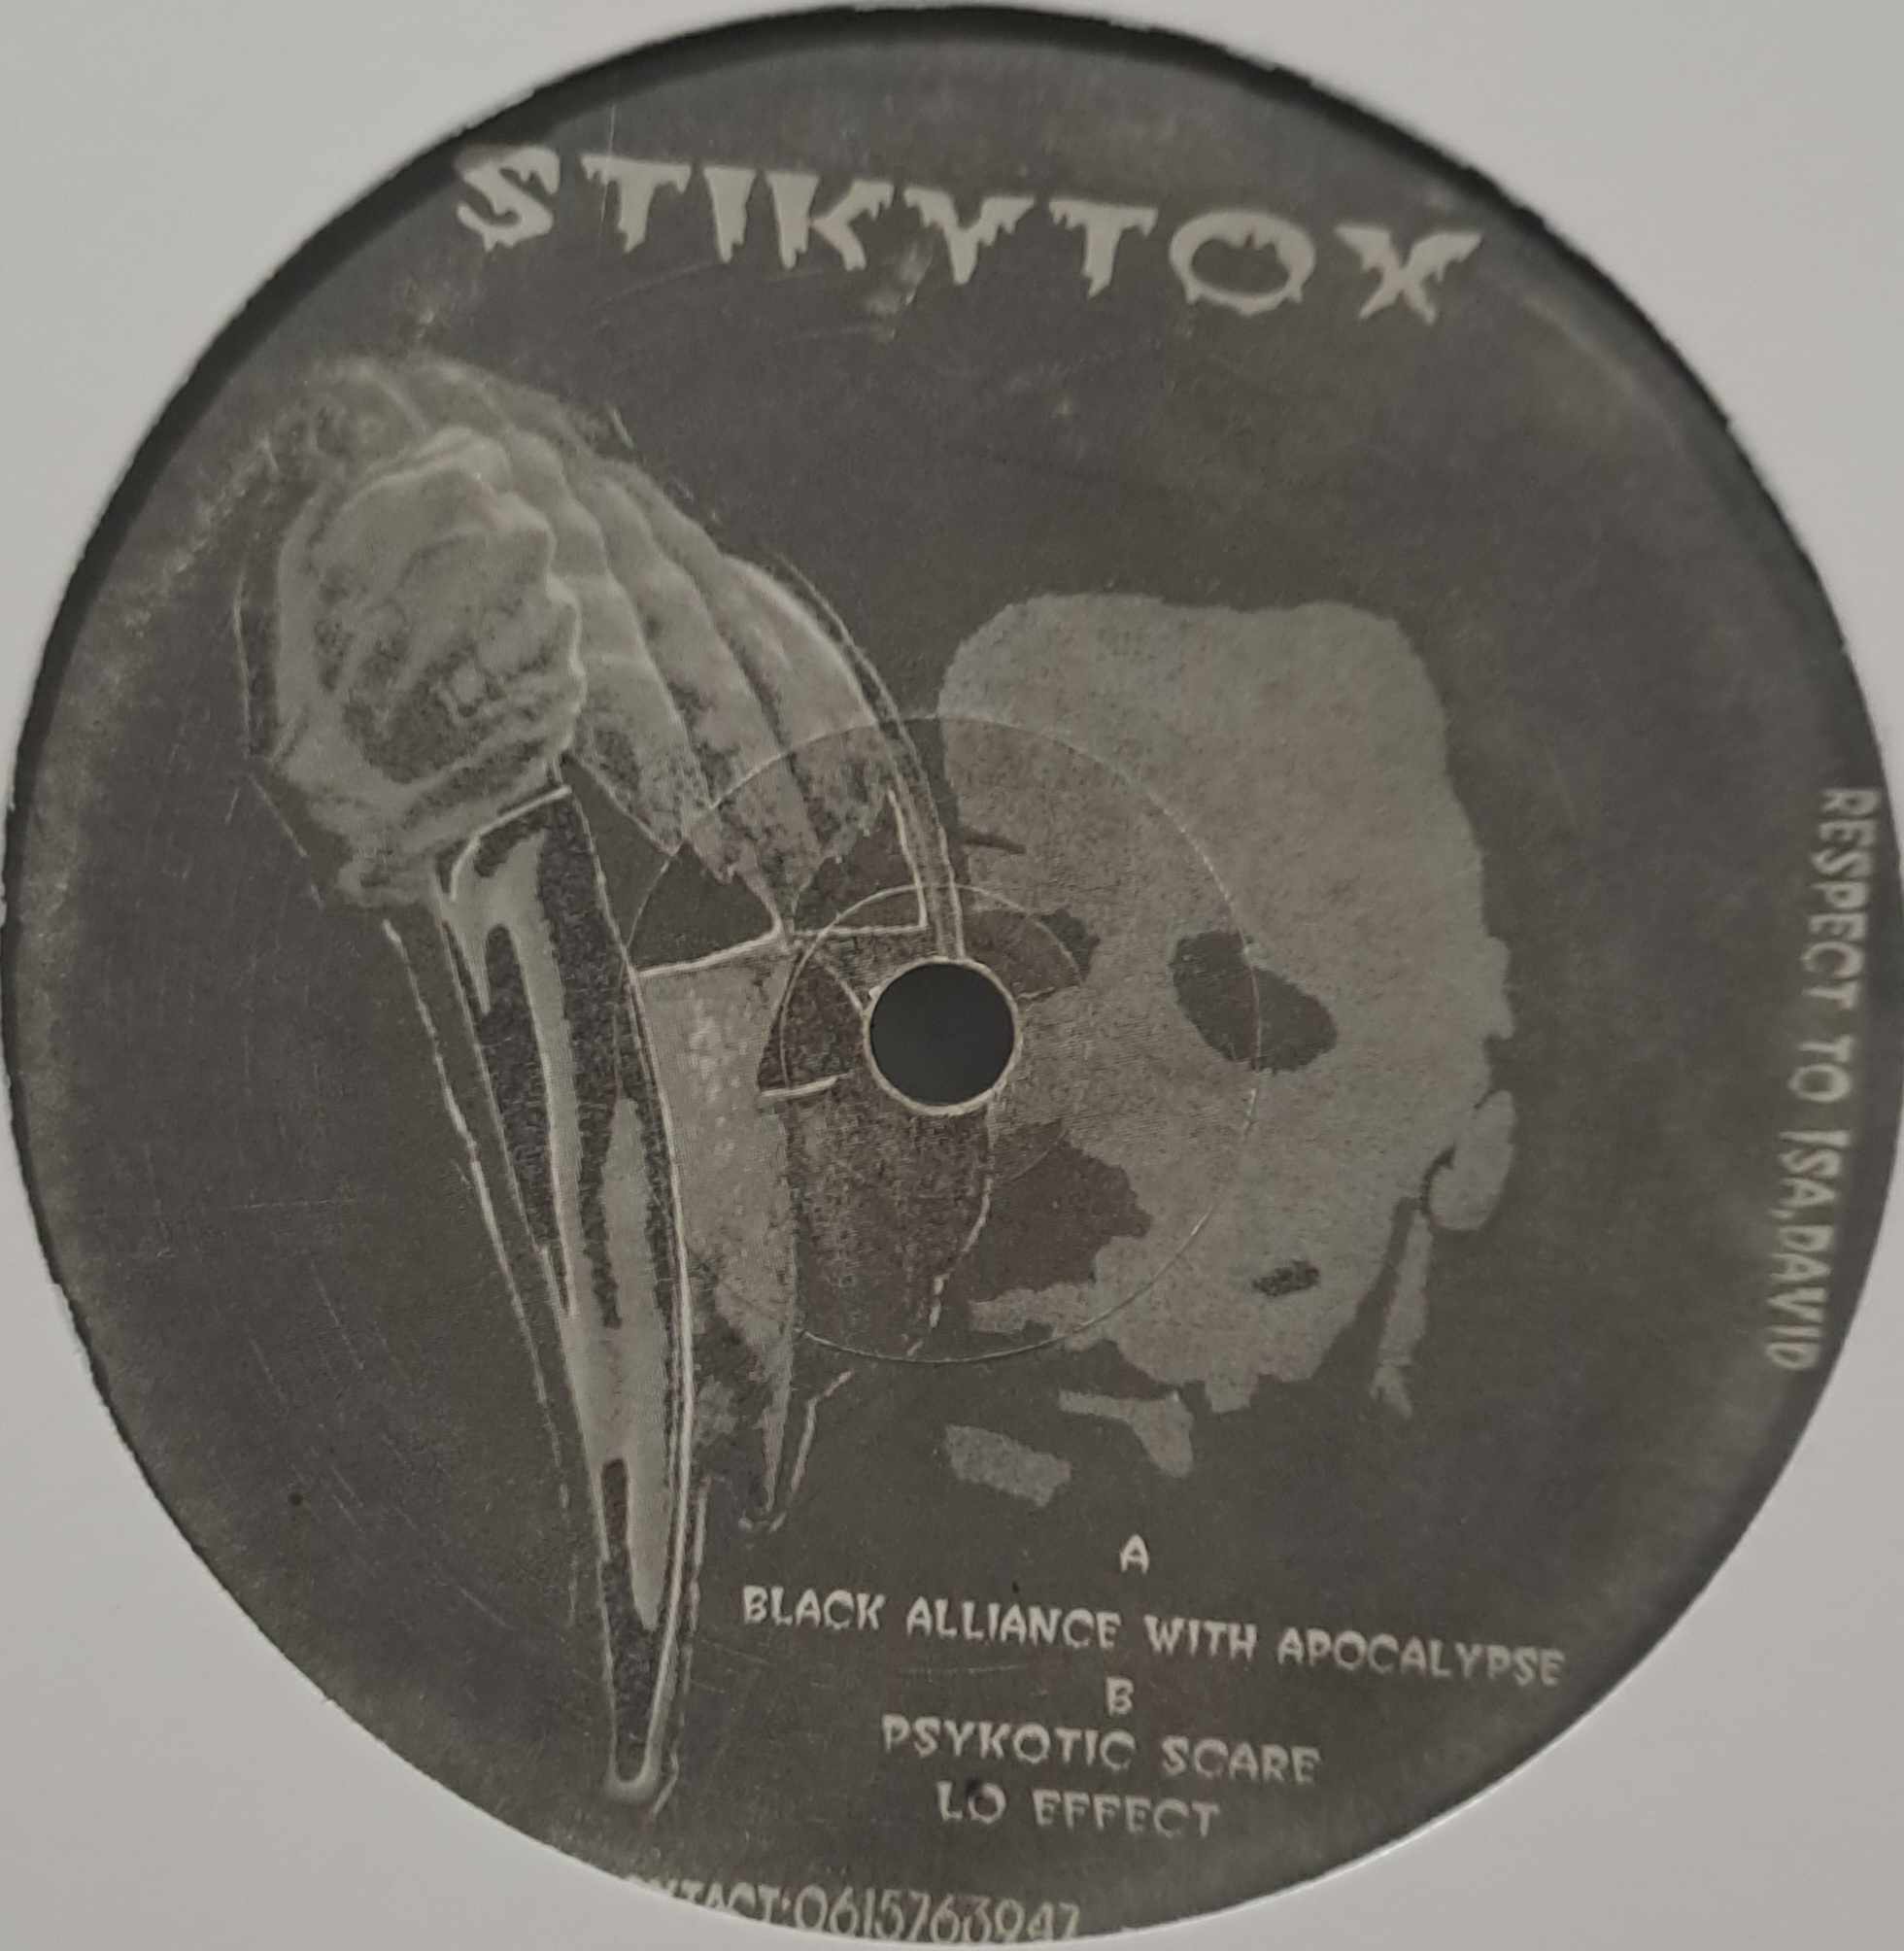 STIKYTOX
RESPECT TO ISA,DAVID
A
BLACK ALLIANCE WITH APOCALYPSE
B
PSYKOTIC SCARE
LO EFFECT